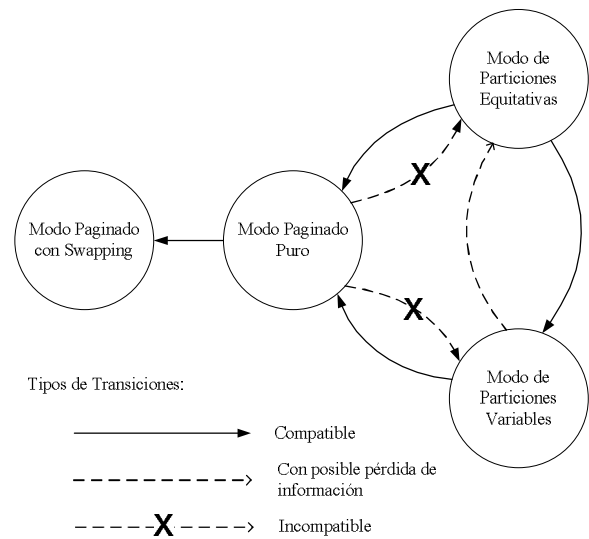 Modo de
Particiones
Equitativas
X
Modo Paginado
con Swapping
Modo Paginado
Puro
X
Modo de
Particiones
Variables
Tipos de Transiciones:
Compatible
Con posible pérdida de
información
X
Incompatible